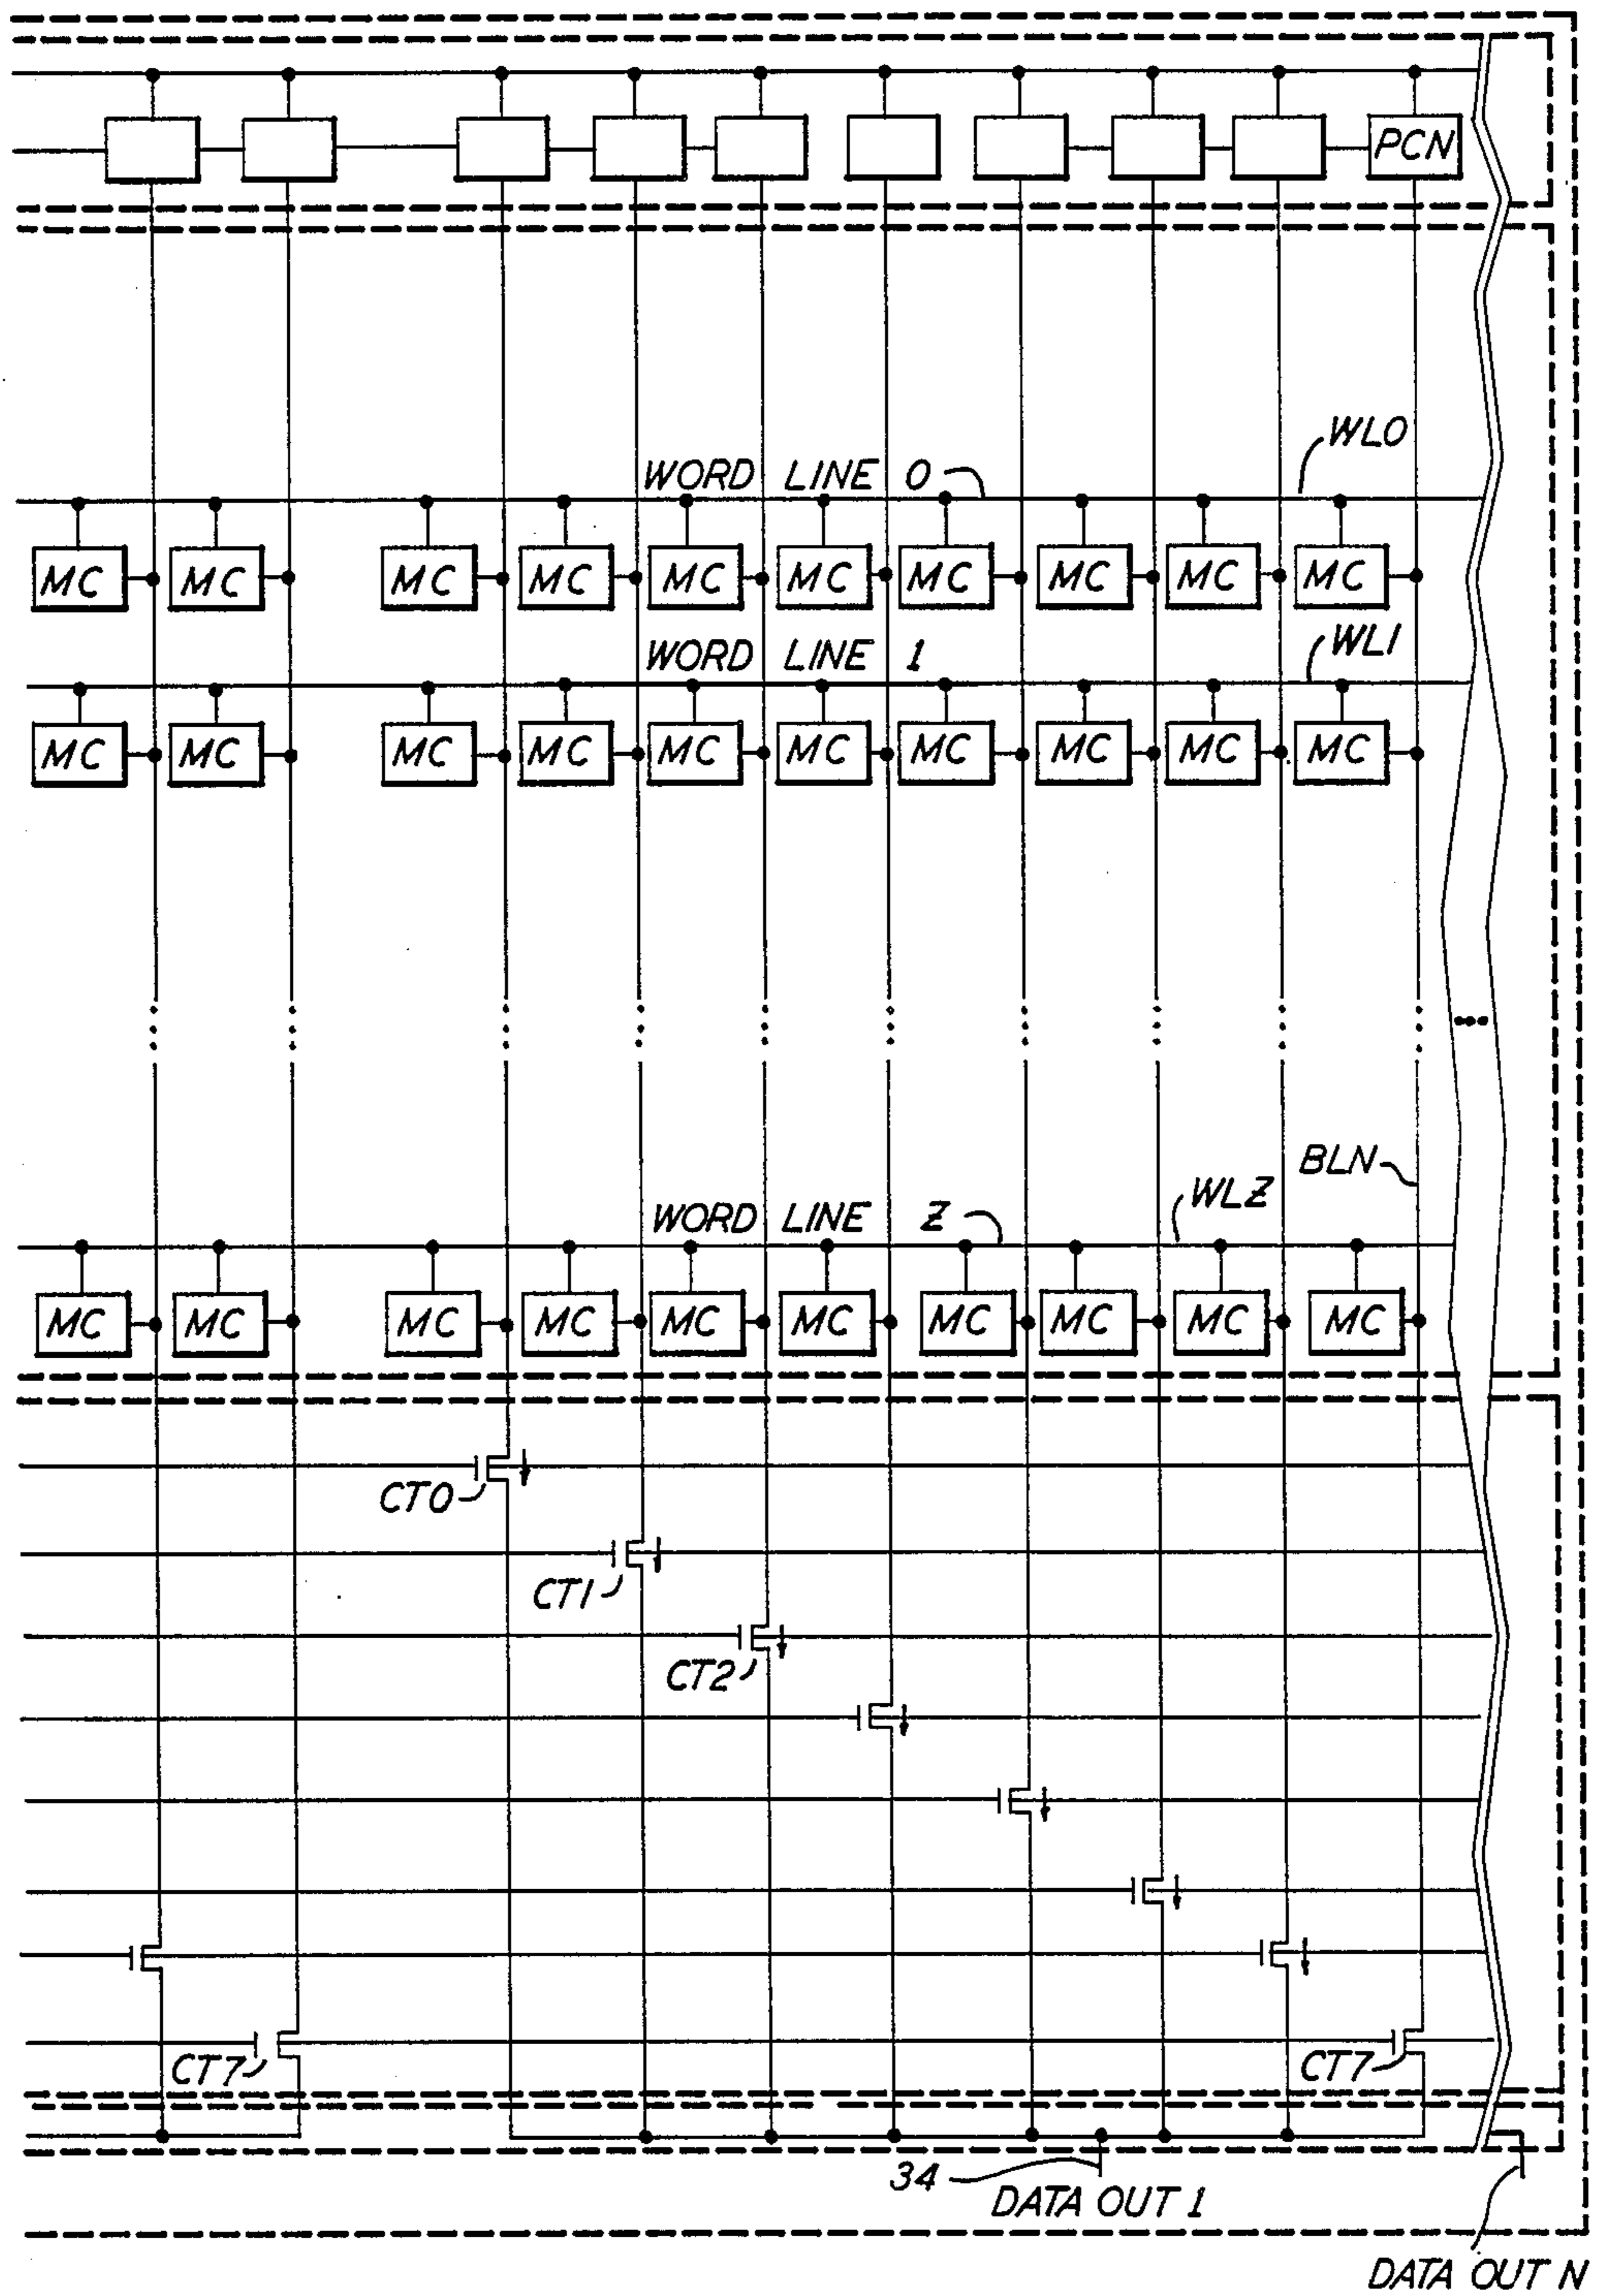 PCN
WLO
WORD LINE 0
MC MC MC MC MC MC MC MC MC MC
WORD LINE 1
WL1
MC MC MC MC MC MC MC MC MC MC
BLN
WORD LINE Z
WLZ
MC MC MC MC MC MC MC MC MC MC
CT0
CT1
CT2
CT7
CT7
34
DATA OUT 1
DATA OUT N